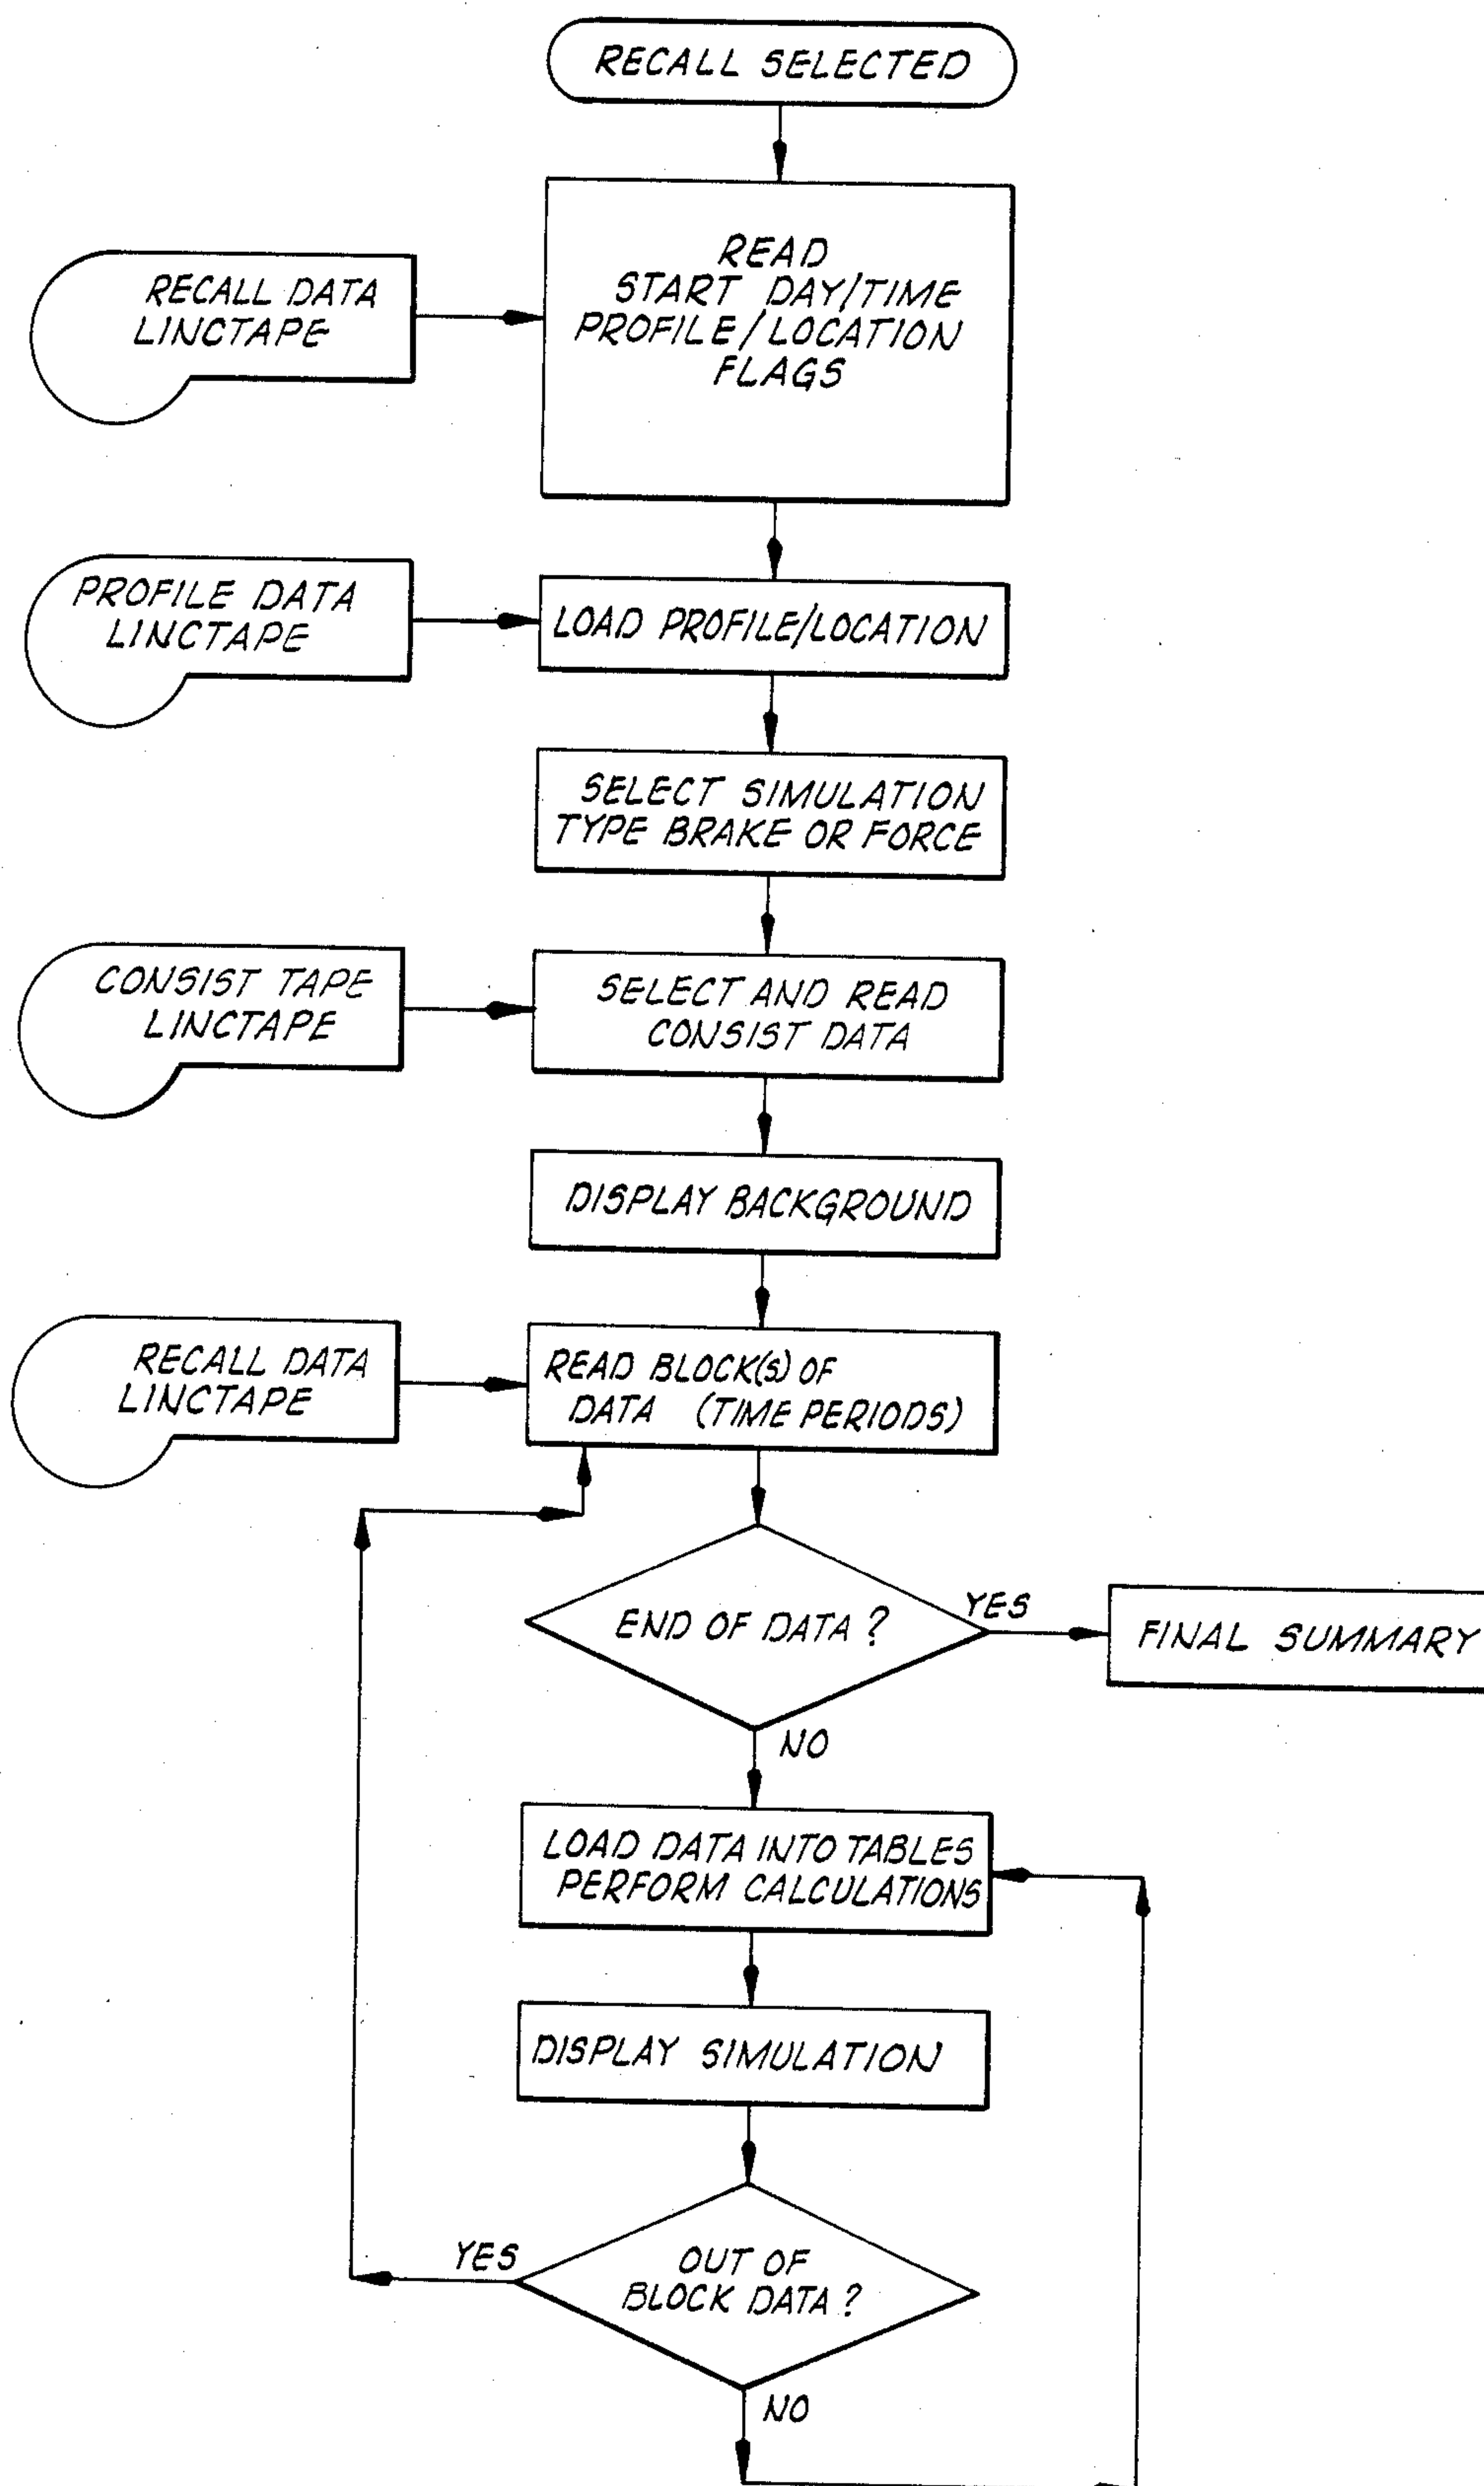 RECALL SELECTED
READ
START DAY/TIME
PROFILE/LOCATION
FLAGS
RECALL DATA
LINCTAPE
PROFILE DATA
LINCTAPE
LOAD PROFILE/LOCATION
SELECT SIMULATION
TYPE BRAKE OR FORCE
CONSIST TAPE
LINCTAPE
SELECT AND READ
CONSIST DATA
DISPLAY BACKGROUND
RECALL DATA
LINCTAPE
READ BLOCK(S) OF
DATA (TIME PERIODS)
END OF DATA ?
YES
FINAL SUMMARY
NO
LOAD DATA INTO TABLES
PERFORM CALCULATIONS
DISPLAY SIMULATION
YES
OUT OF
BLOCK DATA ?
NO